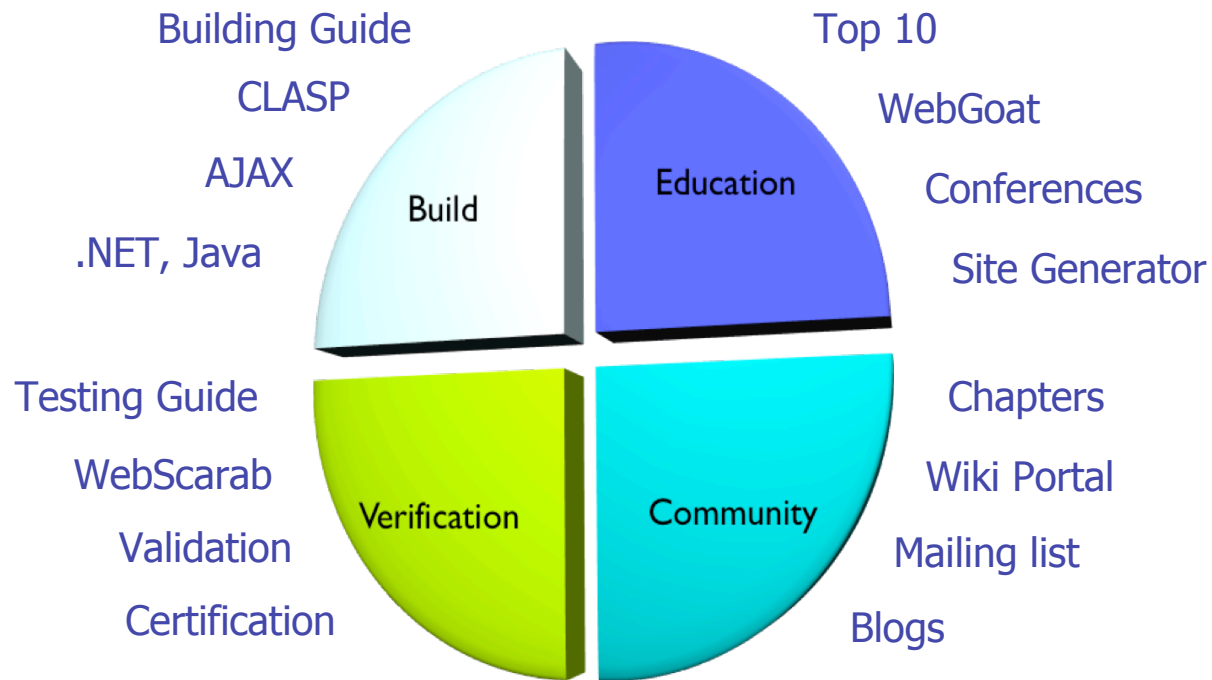 Building Guide
CLASP
AJAX
.NET, Java
Build
Top 10
WebGoat
Conferences
Site Generator
Education
Testing Guide
WebScarab
Validation
Certification
Verification
Chapters
Wiki Portal
Mailing list
Blogs
Community